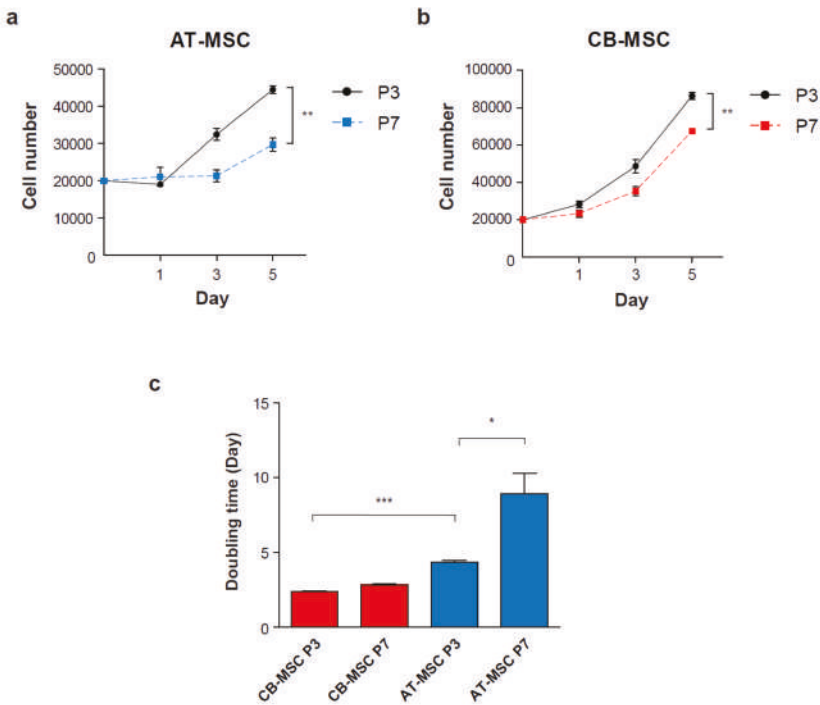 a
AT-MSC
50000
40000
30000
20000
10000
0
Cell number
1
3
5
Day
**
P3
P7
b
CB-MSC
100000
80000
60000
40000
20000
0
Cell number
1
3
5
Day
**
P3
P7
c
15
10
5
0
Doubling time (Day)
***
*
CB-MSC P3
CB-MSC P7
AT-MSC P3
AT-MSC P7